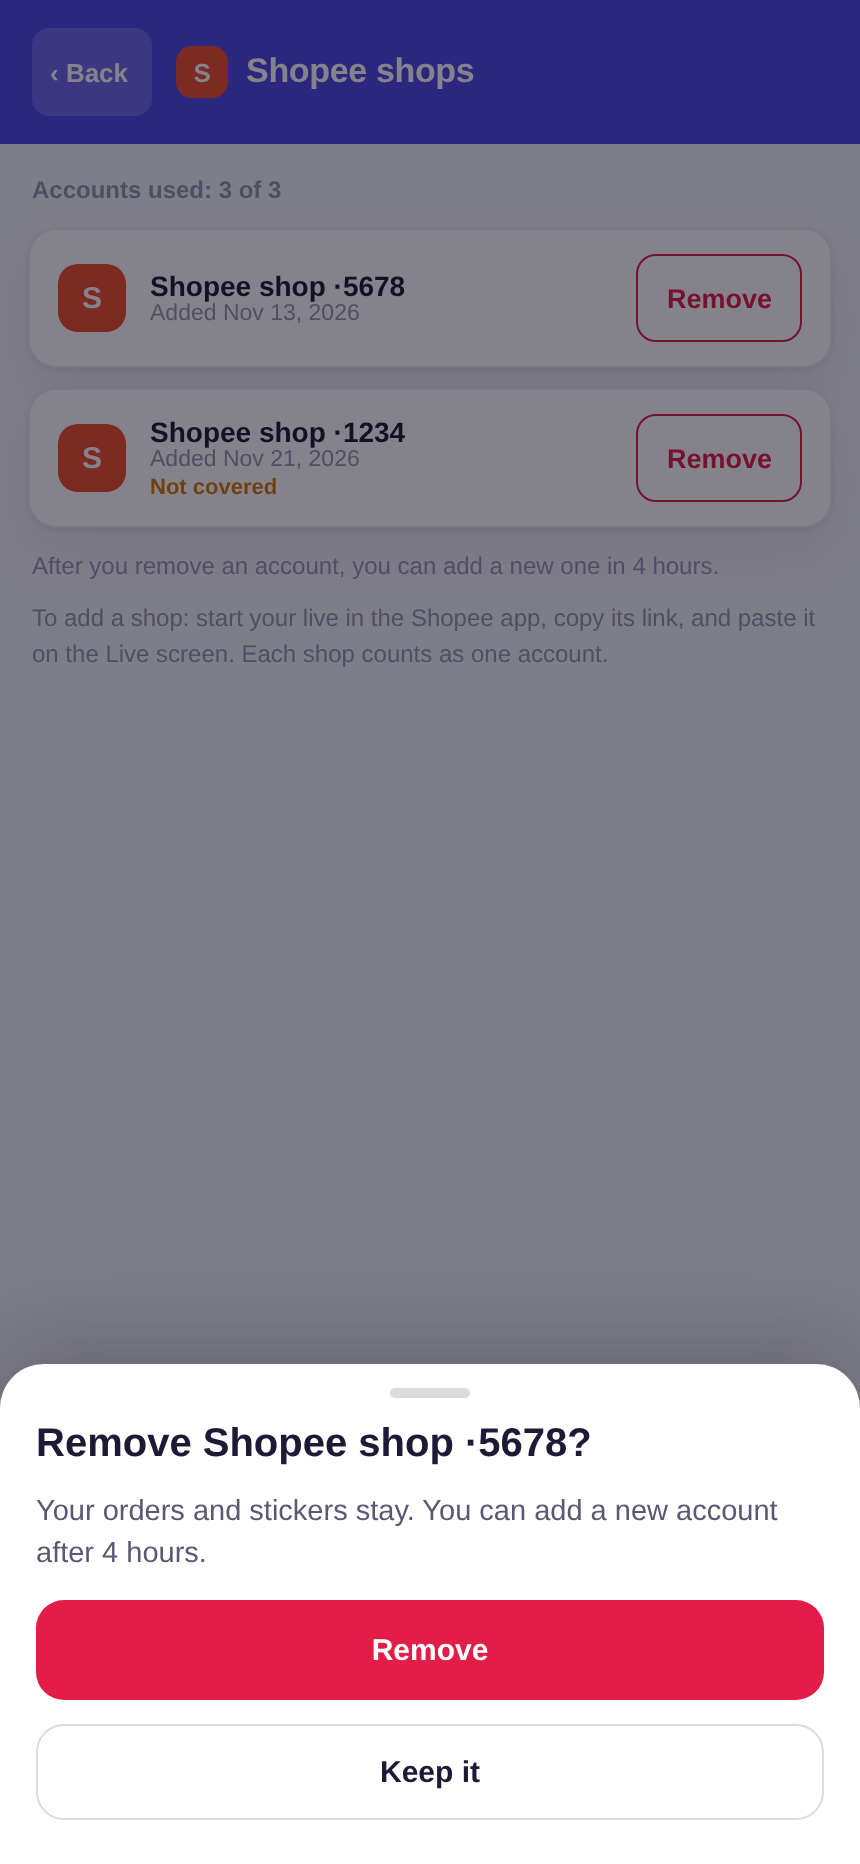 ‹ Back
S
Shopee shops
Accounts used: 3 of 3
S
Shopee shop ·5678
Added Nov 13, 2026
Remove
S
Shopee shop ·1234
Added Nov 21, 2026
Not covered
Remove
After you remove an account, you can add a new one in 4 hours.
To add a shop: start your live in the Shopee app, copy its link, and paste it
on the Live screen. Each shop counts as one account.
Remove Shopee shop ·5678?
Your orders and stickers stay. You can add a new account
after 4 hours.
Remove
Keep it